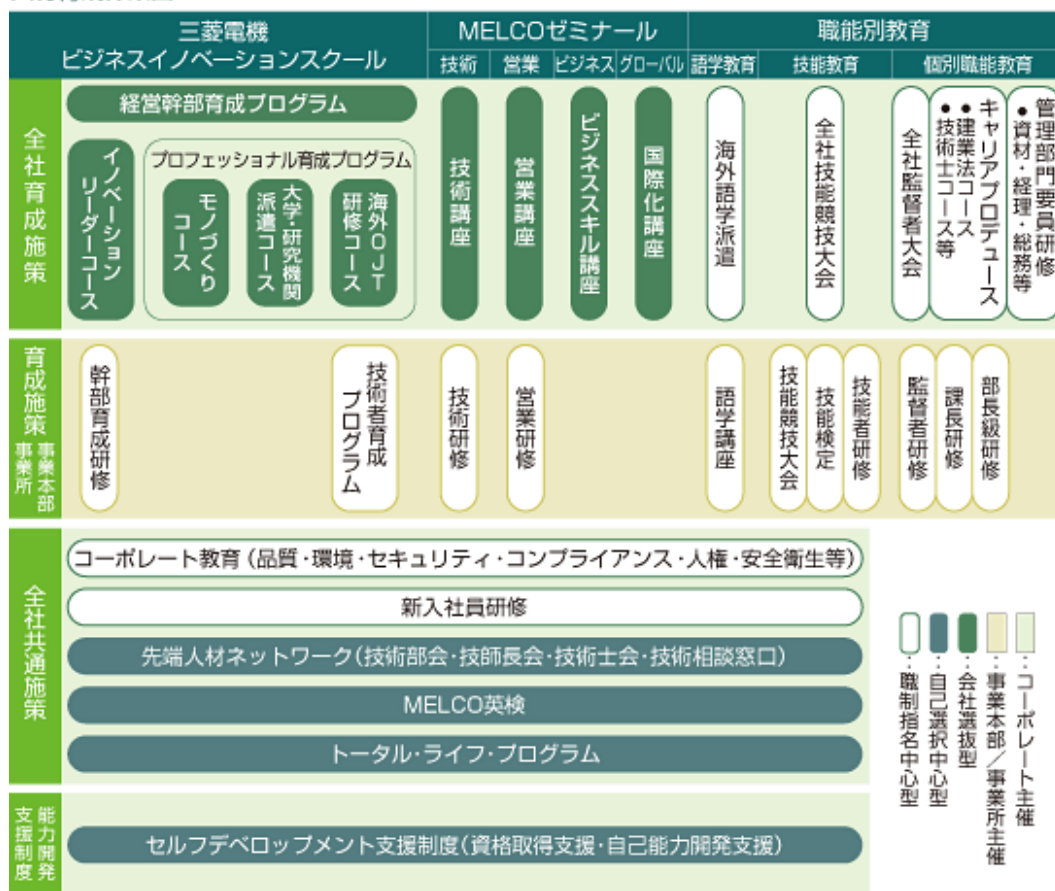 三菱電機
ビジネスイノベーションスクール
MELCOゼミナール
職能別教育
技術
営業
ビジネス
グローバル
語学教育
技能教育
個別職能教育
全社育成施策
経営幹部育成プログラム
イノベーション
リーダーコース
プロフェッショナル育成プログラム
モノづくり
コース
大学・研究機関
派遣コース
海外OJT
研修コース
技術講座
営業講座
ビジネススキル講座
国際化講座
海外語学派遣
全社技能競技大会
全社監督者大会
キャリアプロデュース
●建業法コース
●技術士コース等
管理部門要員研修
●資材・経理・総務等
育成施策
事業本部
事業所
幹部育成研修
技術者育成
プログラム
技術研修
営業研修
語学講座
技能競技大会
技能検定
技能者研修
監督者研修
課長研修
部長級研修
全社共通施策
コーポレート教育(品質・環境・セキュリティ・コンプライアンス・人権・安全衛生等)
新入社員研修
先端人材ネットワーク(技術部会・技師長会・技術士会・技術相談窓口)
MELCO英検
トータル・ライフ・プログラム
能力開発
支援制度
セルフデベロップメント支援制度(資格取得支援・自己能力開発支援)
:コーポレート主催
:事業本部/事業所主催
:会社選抜型
:自己選択中心型
:職制指名中心型